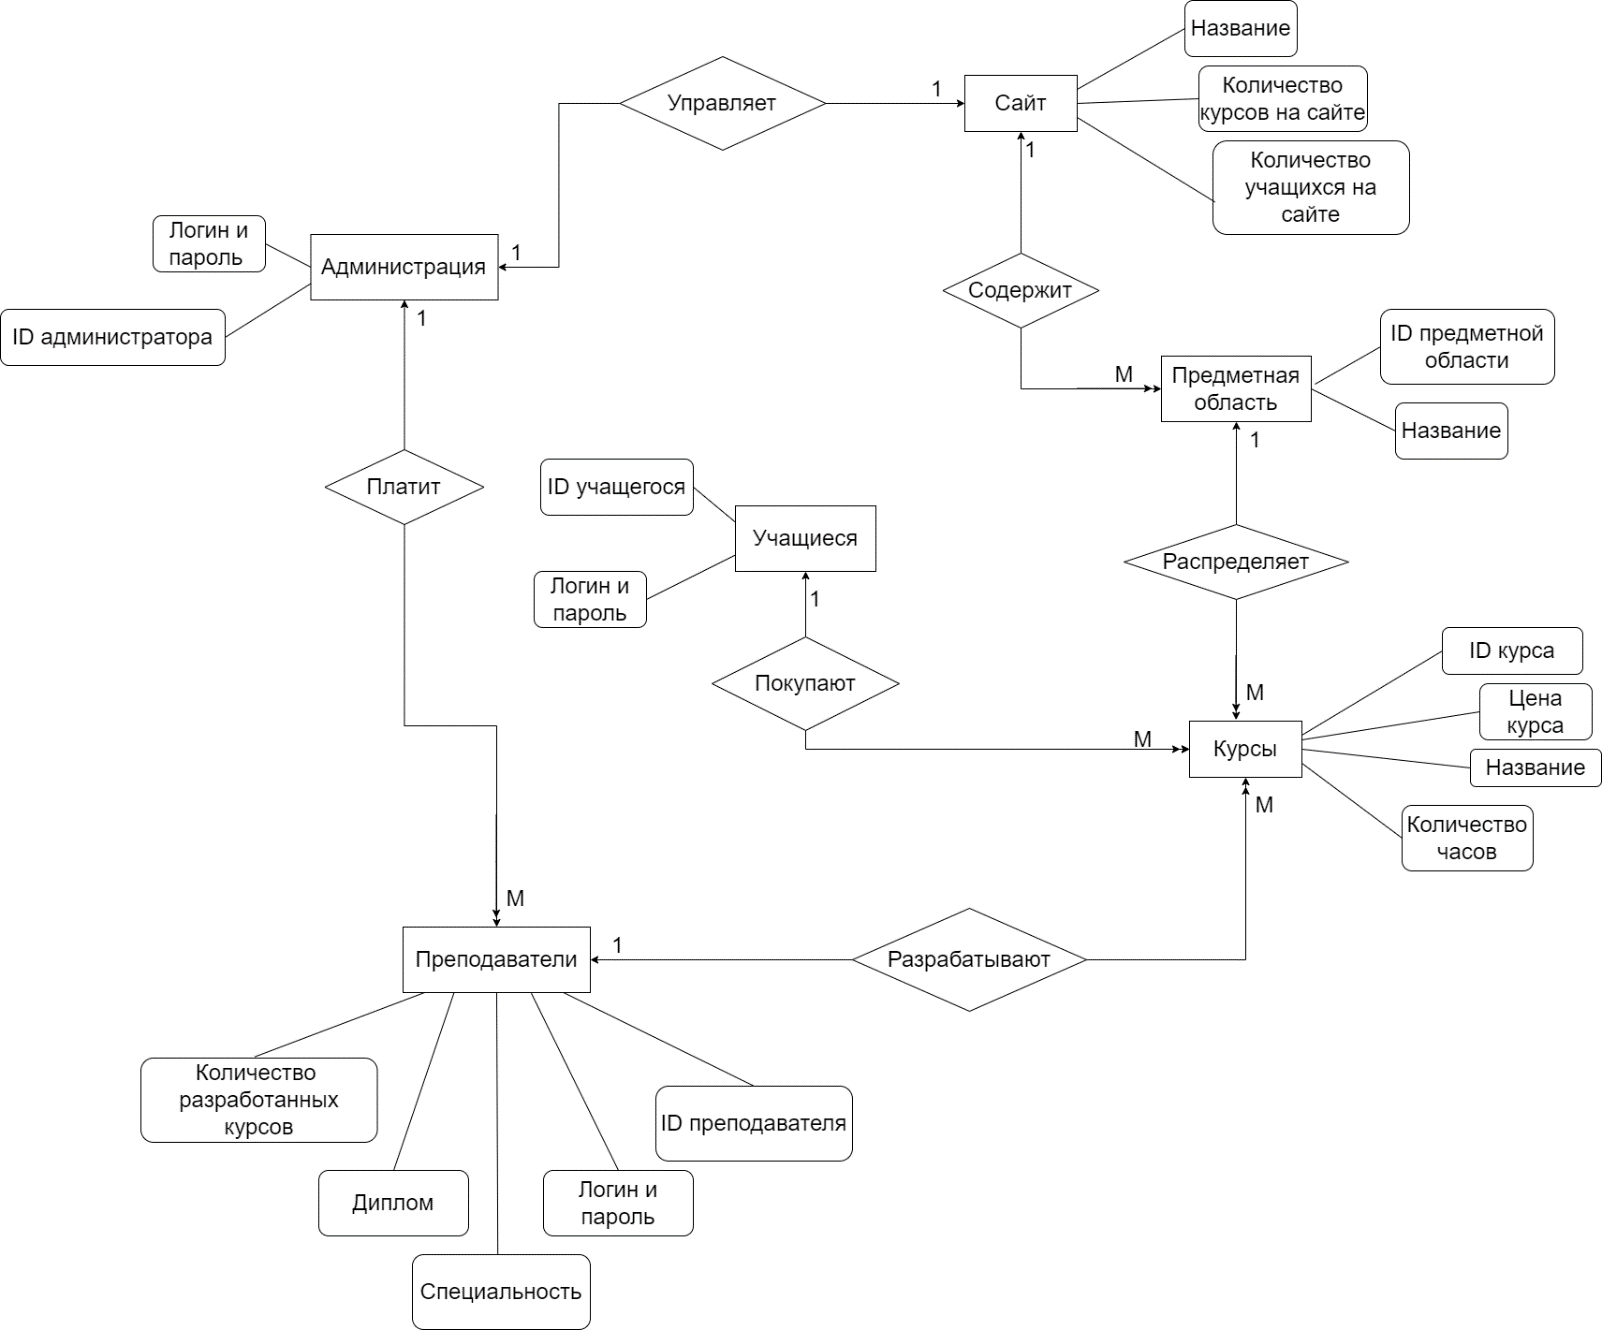 Название
Управляет
1
Сайт
Количество
курсов на сайте
1
Количество
учащихся на
сайте
Логин и
пароль
Администрация
1
Содержит
1
ID администратора
ID предметной
области
M
Предметная
область
Название
1
Платит
ID учащегося
Учащиеся
Распределяет
Логин и
пароль
1
ID курса
Покупают
M
Цена
курса
M
Курсы
Название
M
Количество
часов
M
1
Преподаватели
Разрабатывают
Количество
разработанных
курсов
ID преподавателя
Диплом
Логин и
пароль
Специальность